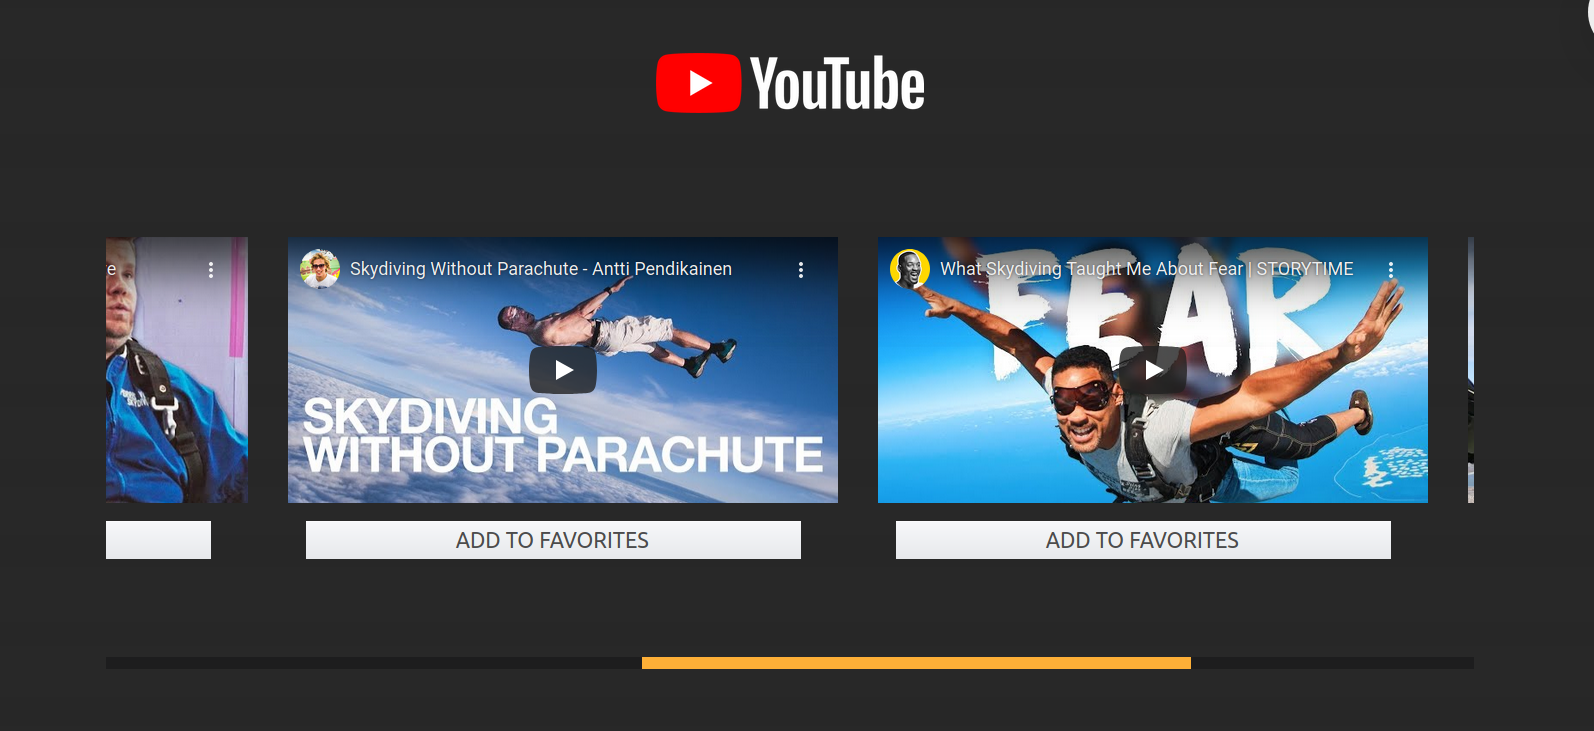 YouTube
e
Skydiving Without Parachute - Antti Pendikainen
SKYDIVING
WITHOUT PARACHUTE
ADD TO FAVORITES
What Skydiving Taught Me About Fear | STORYTIME
FEAR
ADD TO FAVORITES